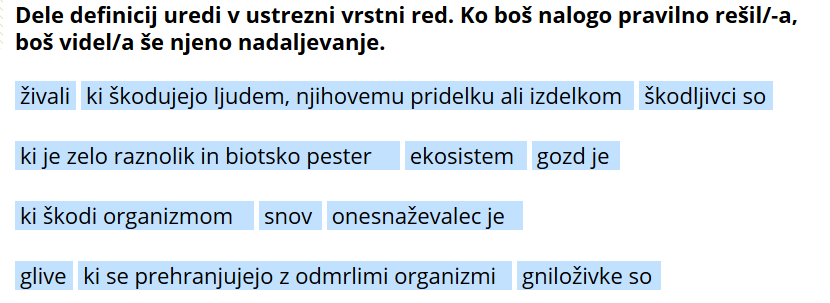 Dele definicij uredi v ustrezni vrstni red. Ko boš nalogo pravilno rešil/-a,
boš videl/a še njeno nadaljevanje.
živali ki škodujejo ljudem, njihovemu pridelku ali izdelkom škodljivci so
ki je zelo raznolik in biotsko pester ekosistem gozd je
ki škodi organizmom snov onesnaževalec je
glive ki se prehranjujejo z odmrlimi organizmi gniloživke so